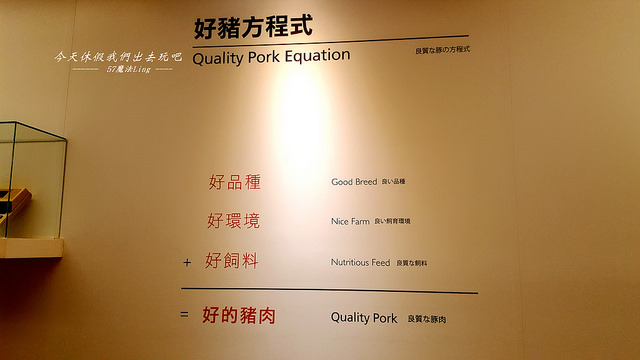 好豬方程式
Quality Pork Equation 良質な豚の方程式
今天休假我們出去玩吧
57魔法Ling
好品種 Good Breed 良い品種
好環境 Nice Farm 良い飼育環境
+ 好飼料 Nutritious Feed 良質な飼料
= 好的豬肉 Quality Pork 良質な豚肉